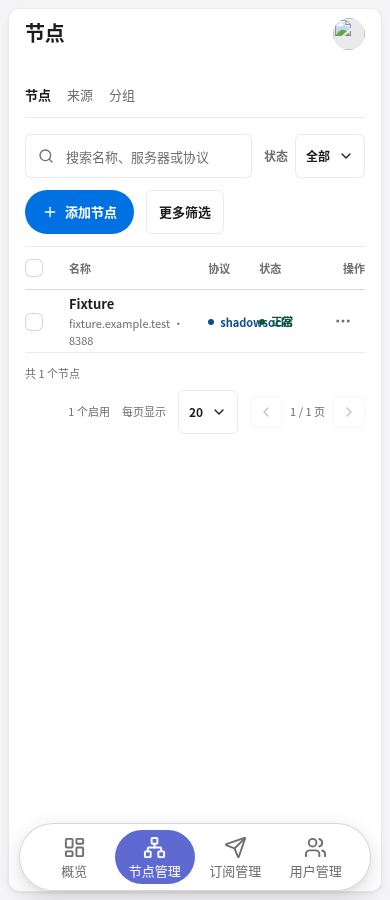 节点
节点 来源 分组
搜索名称、服务器或协议 状态 全部
添加节点 更多筛选
名称 协议 状态 操作
Fixture
fixture.example.test ·
8388
shadowsocks 正常
共 1 个节点
1 个启用 每页显示 20 1 / 1 页
概览 节点管理 订阅管理 用户管理